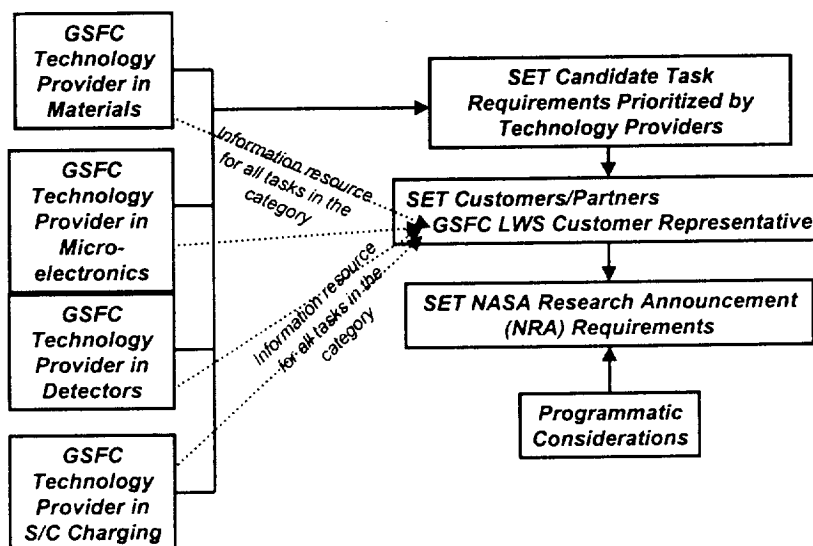 GSFC
Technology
Provider in
Materials
GSFC
Technology
Provider in
Micro-
electronics
GSFC
Technology
Provider in
Detectors
GSFC
Technology
Provider in
S/C Charging
Information resource
for all tasks in the
category
Information resource
for all tasks in the
category
SET Candidate Task
Requirements Prioritized by
Technology Providers
SET Customers/Partners
GSFC LWS Customer Representative
SET NASA Research Announcement
(NRA) Requirements
Programmatic
Considerations